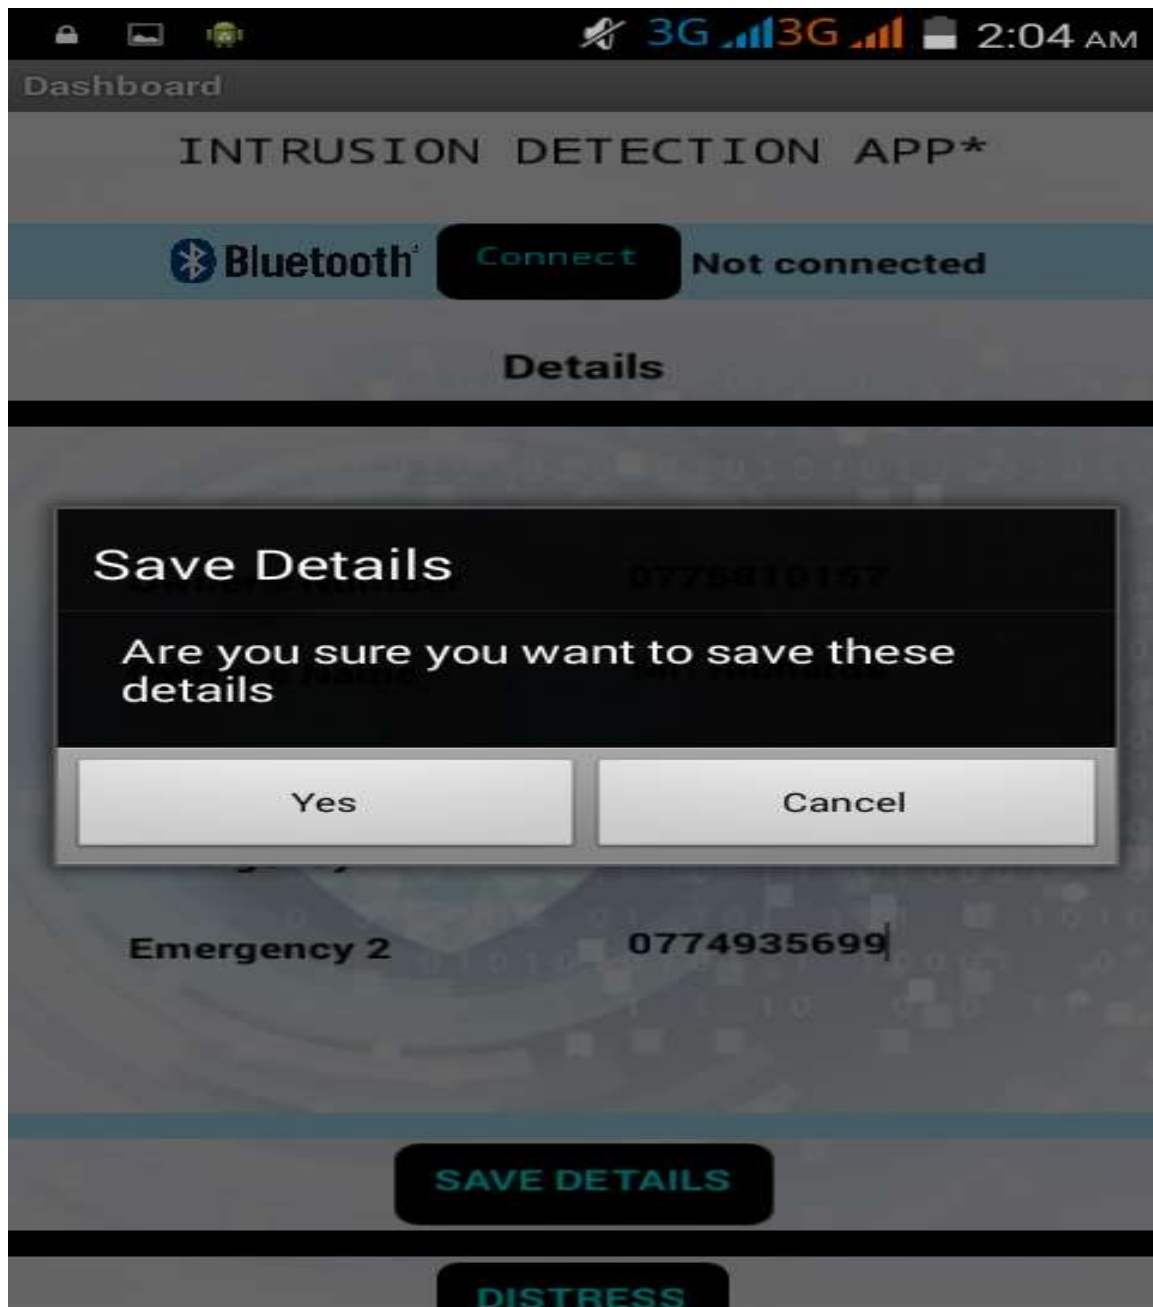 3G 3G 2:04 AM
Dashboard
INTRUSION DETECTION APP*
Bluetooth Connect Not connected
Details
Save Details
0775810157
Are you sure you want to save these
details
Yes Cancel
Emergency 2 0774935699
SAVE DETAILS
DISTRESS